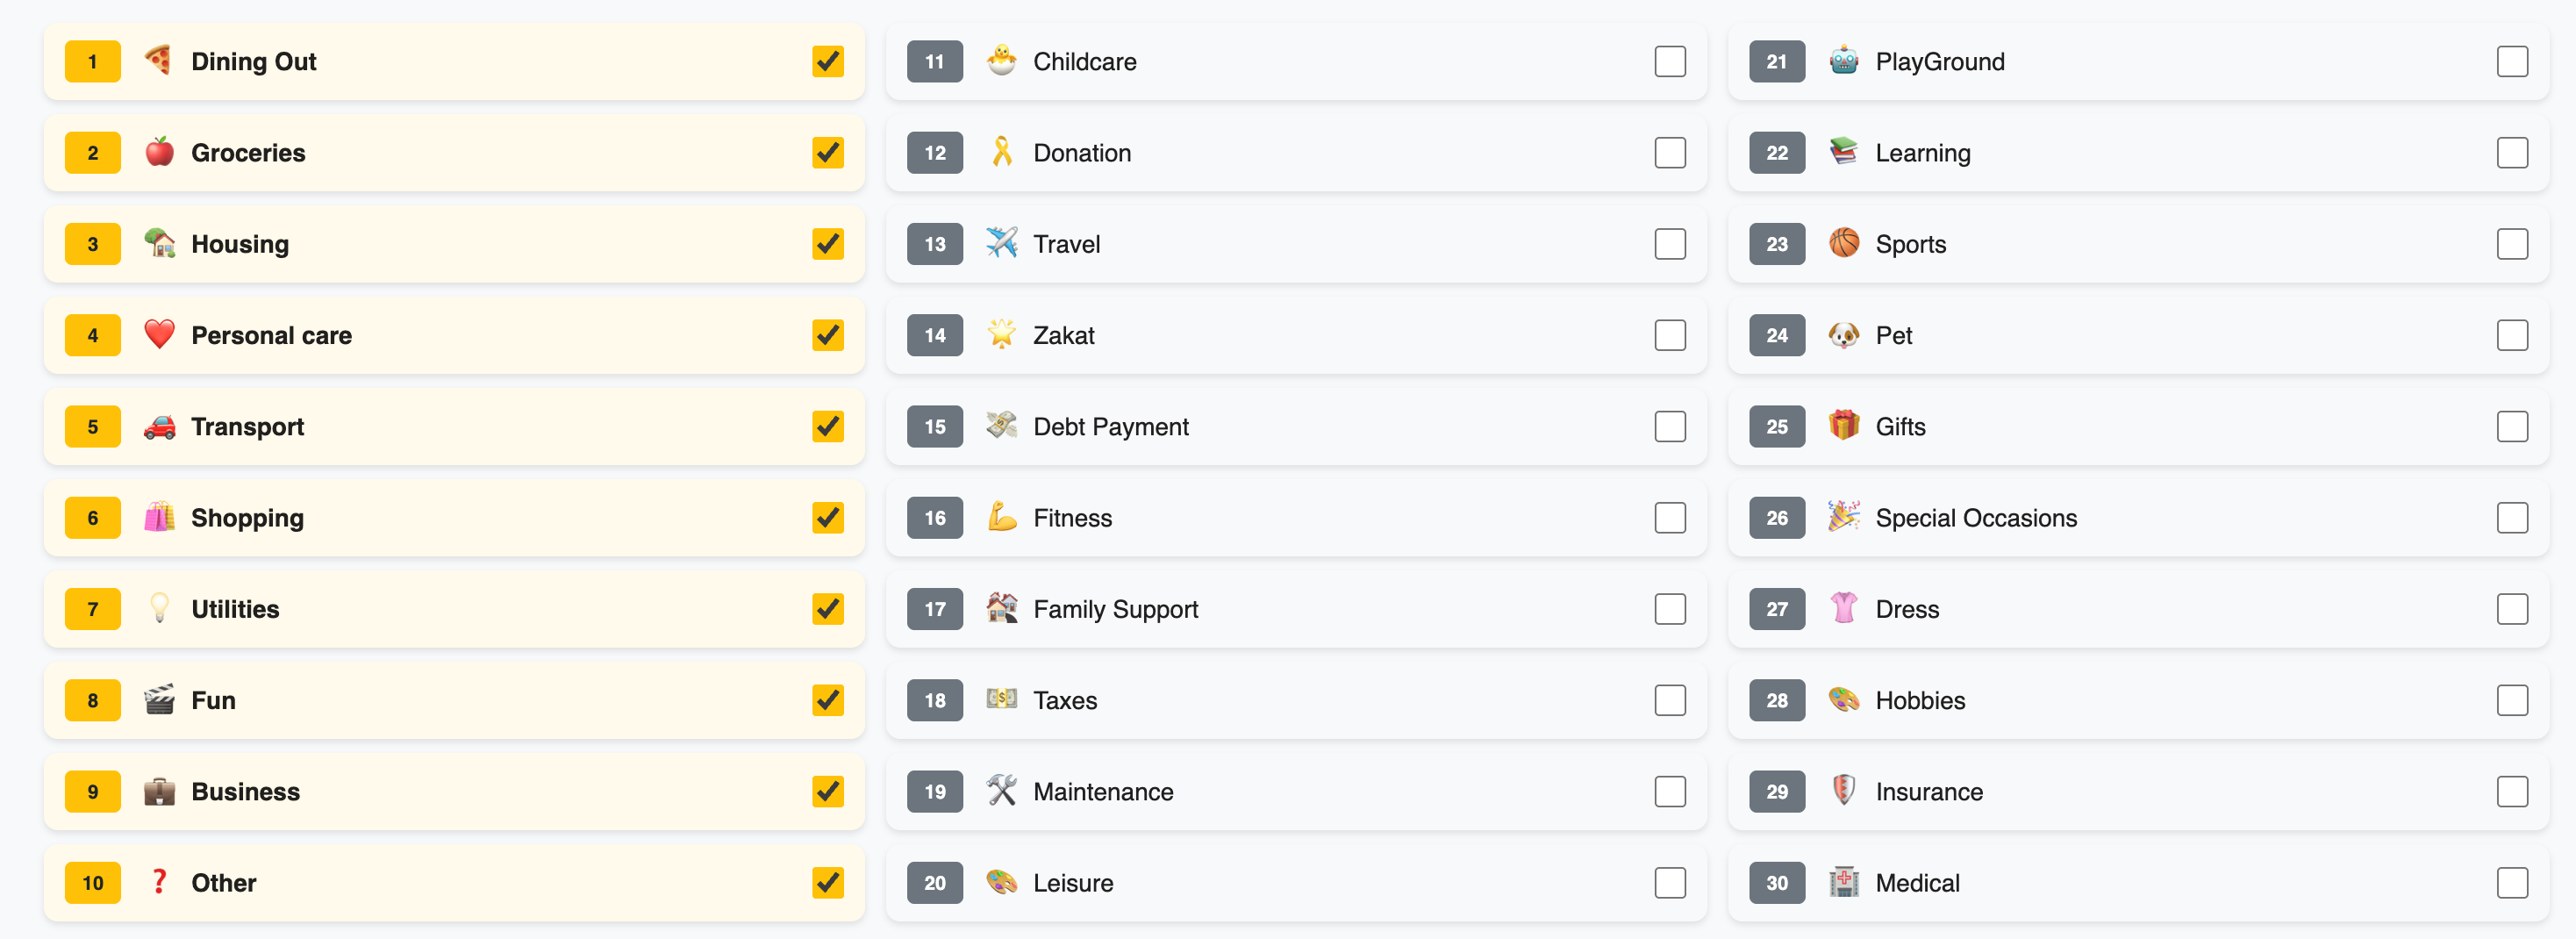 1 Dining Out
2 Groceries
3 Housing
4 Personal care
5 Transport
6 Shopping
7 Utilities
8 Fun
9 Business
10 Other
11 Childcare
12 Donation
13 Travel
14 Zakat
15 Debt Payment
16 Fitness
17 Family Support
18 Taxes
19 Maintenance
20 Leisure
21 PlayGround
22 Learning
23 Sports
24 Pet
25 Gifts
26 Special Occasions
27 Dress
28 Hobbies
29 Insurance
30 Medical